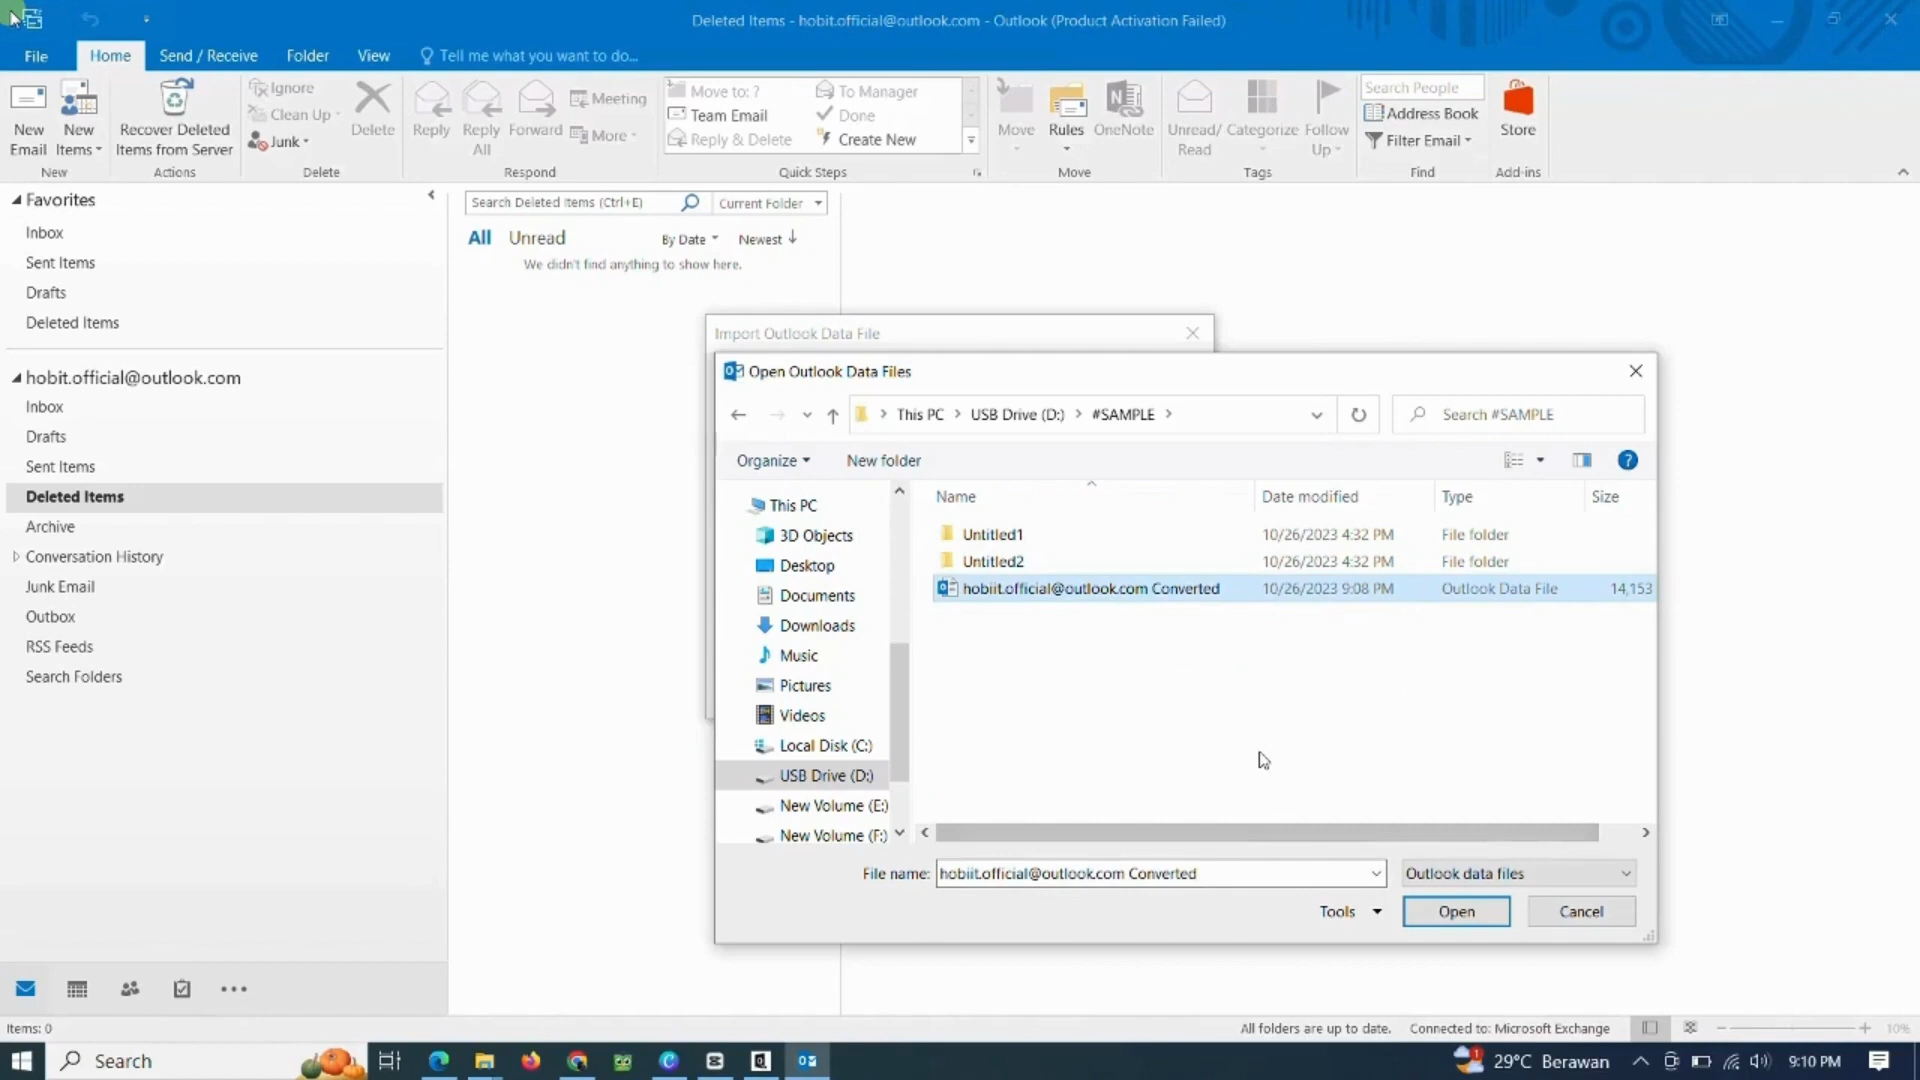 Deleted Items - hobit.official@outlook.com - Outlook (Product Activation Failed)
File Home Send / Receive Folder View Tell me what you want to do...
New Email
New Items
Recover Deleted Items from Server
Ignore
Clean Up
Junk
Delete
Reply
Reply All
Forward
Meeting
More
Move to: ?
Team Email
Reply & Delete
To Manager
Done
Create New
Move
Rules
OneNote
Unread/ Read
Categorize
Follow Up
Search People
Address Book
Filter Email
Store
New Actions Delete Respond Quick Steps Move Tags Find Add-ins
Favorites
Inbox
Sent Items
Drafts
Deleted Items
hobit.official@outlook.com
Inbox
Drafts
Sent Items
Deleted Items
Archive
Conversation History
Junk Email
Outbox
RSS Feeds
Search Folders
Search Deleted Items (Ctrl+E) Current Folder
All Unread By Date Newest
We didn't find anything to show here.
Import Outlook Data File
Open Outlook Data Files
This PC USB Drive (D:) #SAMPLE
Search #SAMPLE
Organize New folder
This PC
3D Objects
Desktop
Documents
Downloads
Music
Pictures
Videos
Local Disk (C:)
USB Drive (D:)
New Volume (E:)
New Volume (F:)
Name Date modified Type Size
Untitled1 10/26/2023 4:32 PM File folder
Untitled2 10/26/2023 4:32 PM File folder
hobiit.official@outlook.com Converted 10/26/2023 9:08 PM Outlook Data File 14,153
File name: hobiit.official@outlook.com Converted Outlook data files
Tools Open Cancel
Items: 0 All folders are up to date. Connected to: Microsoft Exchange 10%
Search 29°C Berawan 9:10 PM